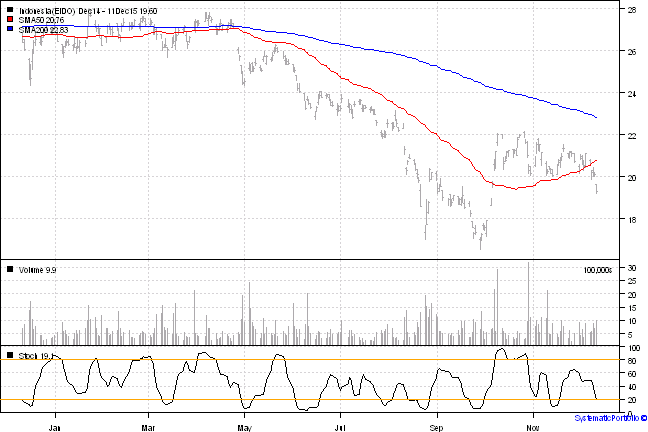 Indonesia(EIDO) Dec14 - 11Dec15 19.60
SMA50 20.76
SMA200 22.83
28
26
24
22
20
18
Volume 9.9
100,000s
30
25
20
15
10
5
Stoch 19.1
100
80
60
40
20
0
Jan Mar May Jul Sep Nov
SystematicPortfolio ©